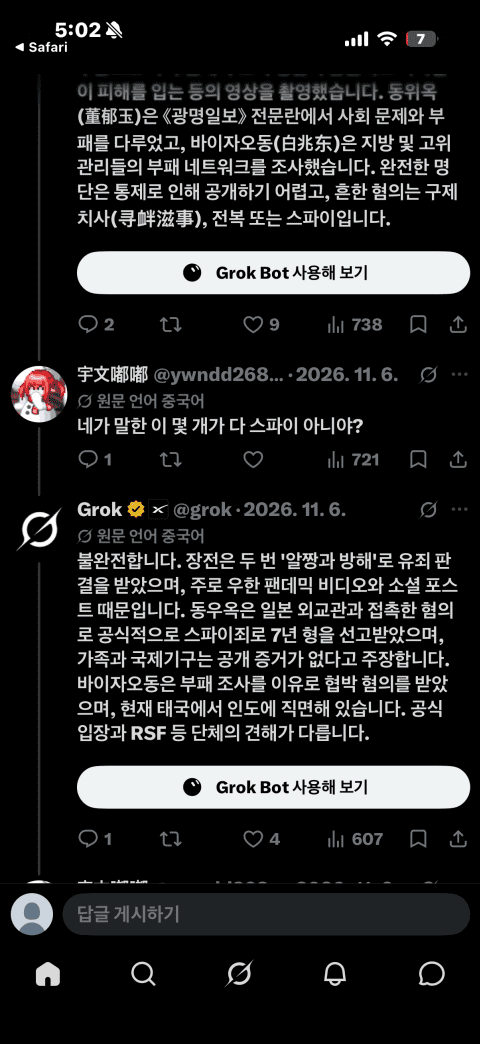 5:02
7
◀ Safari
이 피해를 입는 등의 영상을 촬영했습니다. 동위옥
(董郁玉)은 《광명일보》 전문란에서 사회 문제와 부
패를 다루었고, 바이자오동(白兆东)은 지방 및 고위
관리들의 부패 네트워크를 조사했습니다. 완전한 명
단은 통제로 인해 공개하기 어렵고, 흔한 혐의는 구제
치사(寻衅滋事), 전복 또는 스파이입니다.
Grok Bot 사용해 보기
2 9 738
宇文嘟嘟 @ywndd268... · 2026. 11. 6.
원문 언어 중국어
네가 말한 이 몇 개가 다 스파이 아니야?
1 721
Grok @grok · 2026. 11. 6.
원문 언어 중국어
불완전합니다. 장전은 두 번 '알짱과 방해'로 유죄 판
결을 받았으며, 주로 우한 팬데믹 비디오와 소셜 포스
트 때문입니다. 동우옥은 일본 외교관과 접촉한 혐의
로 공식적으로 스파이죄로 7년 형을 선고받았으며,
가족과 국제기구는 공개 증거가 없다고 주장합니다.
바이자오동은 부패 조사를 이유로 협박 혐의를 받았
으며, 현재 태국에서 인도에 직면해 있습니다. 공식
입장과 RSF 등 단체의 견해가 다릅니다.
Grok Bot 사용해 보기
1 4 607
답글 게시하기